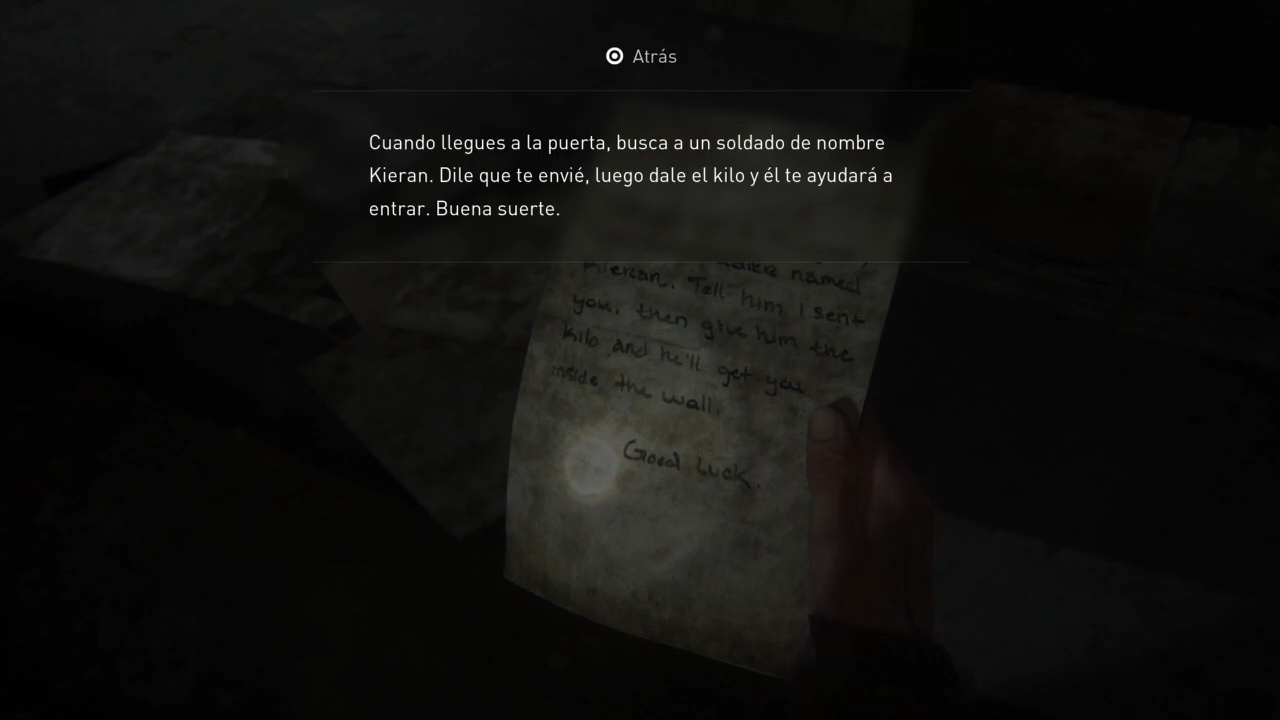 Atrás
Cuando llegues a la puerta, busca a un soldado de nombre
Kieran. Dile que te envié, luego dale el kilo y él te ayudará a
entrar. Buena suerte.
named
Kieran. Tell him I sent
you, then give him the
kilo and he'll get you
inside the wall.
Good Luck.